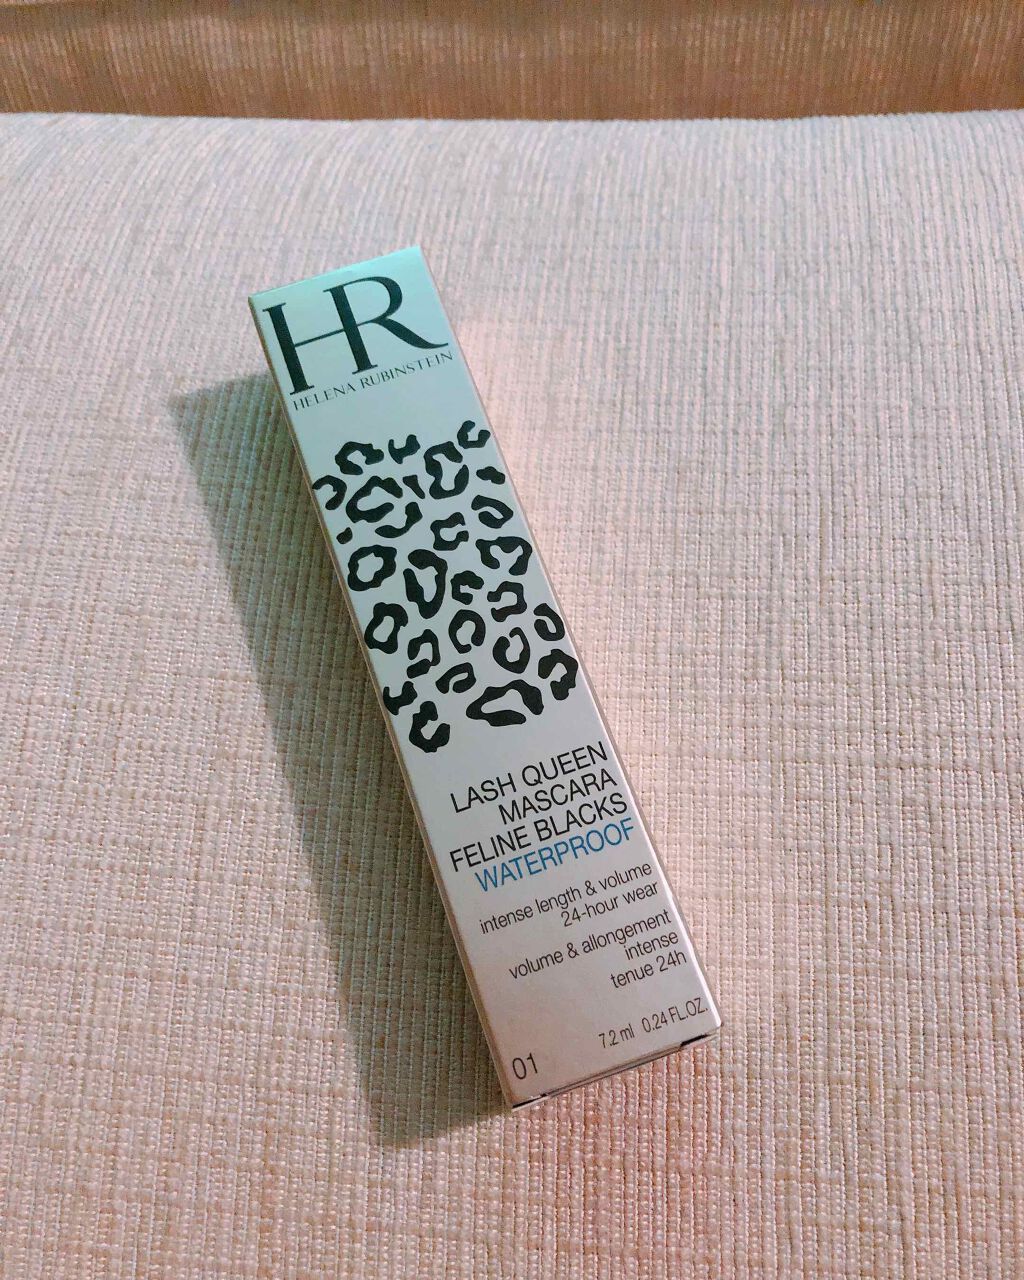 HR
HELENA RUBINSTEIN
LASH QUEEN
MASCARA
FELINE BLACKS
WATERPROOF
intense length & volume
24-hour wear
volume & allongement
intense
tenue 24h
7.2 ml 0.24 FL.OZ.
01